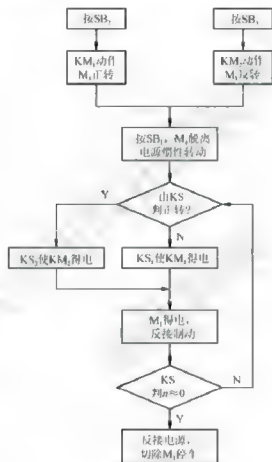 按SB₂
按SB₃
KM₁动作
M₁正转
KM₂动作
M₁反转
按SB₁，M₁脱离
电源惯性转动
由KS
判正转?
Y
N
KS₂使KM₂得电
KS₁使KM₁得电
M₁得电，
反接制动
KS
判n≈0
N
Y
反接电源，
切除M₁停车